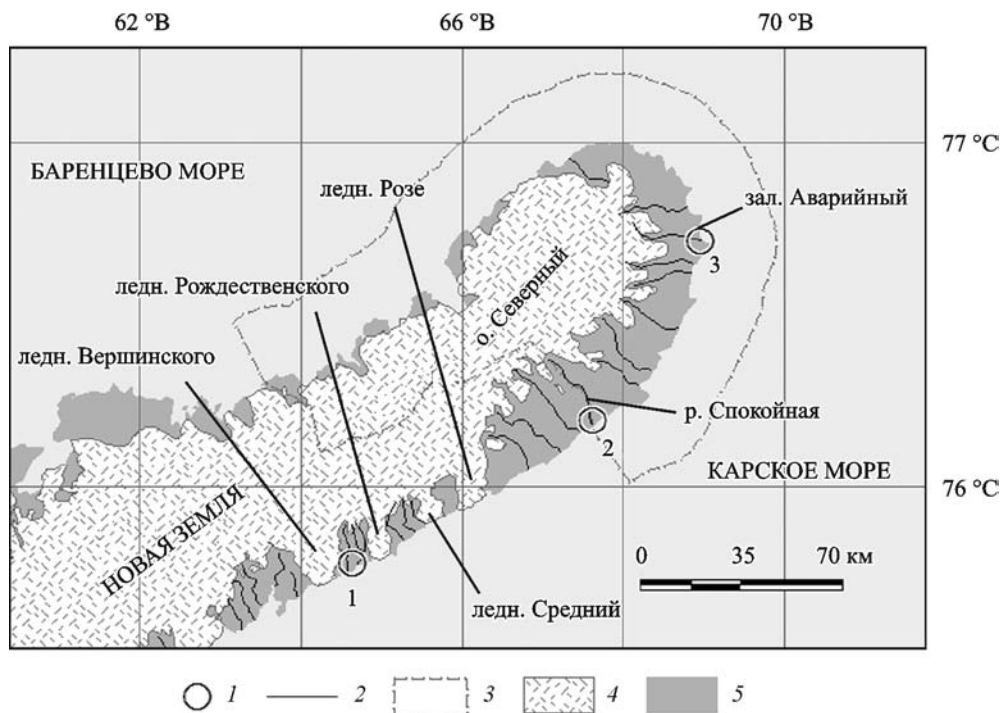 62 °В
66 °В
70 °В
77 °С
БАРЕНЦЕВО МОРЕ
ледн. Розе
зал. Аварийный
3
ледн. Рождественского
о. Северный
ледн. Вершинского
р. Спокойная
2
КАРСКОЕ МОРЕ
76 °С
НОВАЯ ЗЕМЛЯ
0 35 70 км
1
ледн. Средний
1 2 3 4 5